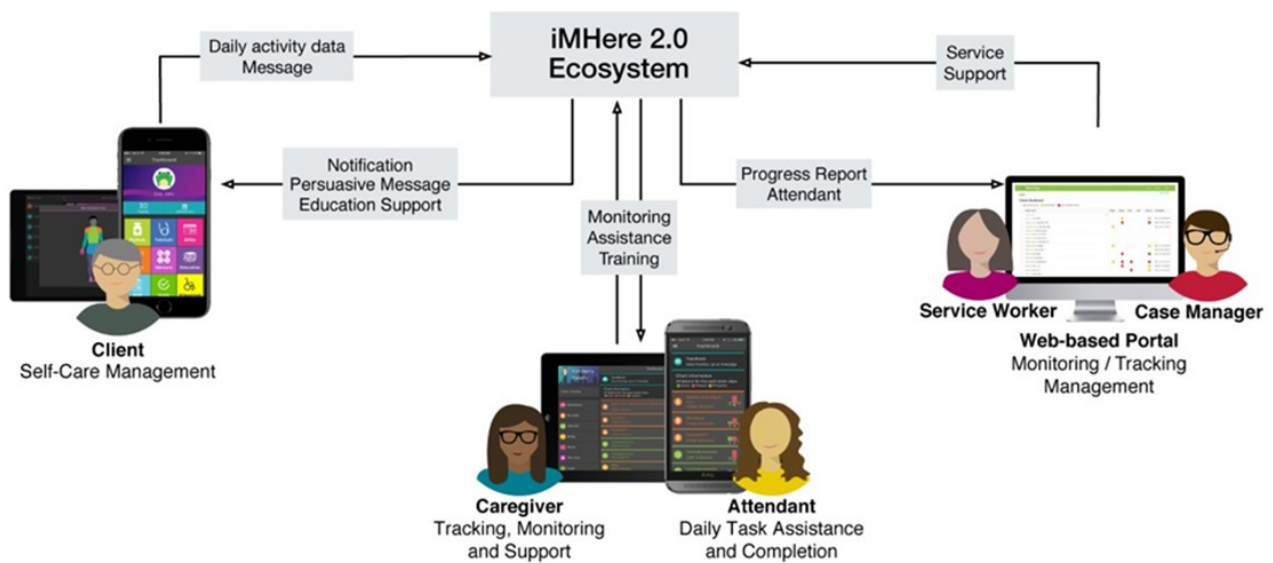 iMHere 2.0
Ecosystem
Daily activity data
Message
Service
Support
Notification
Persuasive Message
Education Support
Monitoring
Assistance
Training
Progress Report
Attendant
Client
Self-Care Management
Service Worker
Case Manager
Web-based Portal
Monitoring / Tracking
Management
Caregiver
Tracking, Monitoring
and Support
Attendant
Daily Task Assistance
and Completion